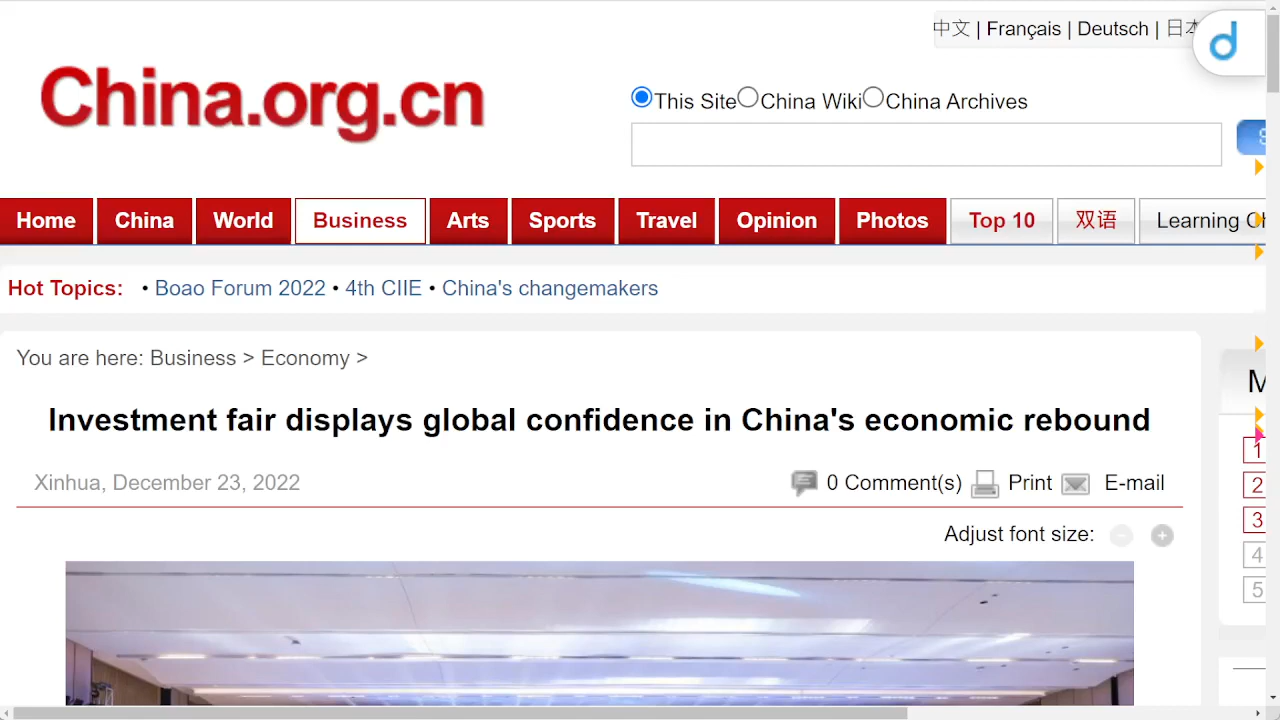 中文 | Français | Deutsch |
China.org.cn
This Site China Wiki China Archives
Home China World Business Arts Sports Travel Opinion Photos Top 10 双语 Learning
Hot Topics: • Boao Forum 2022 • 4th CIIE • China's changemakers
You are here: Business > Economy >
Investment fair displays global confidence in China's economic rebound
Xinhua, December 23, 2022
0 Comment(s) Print E-mail
Adjust font size:
1
2
3
4
5